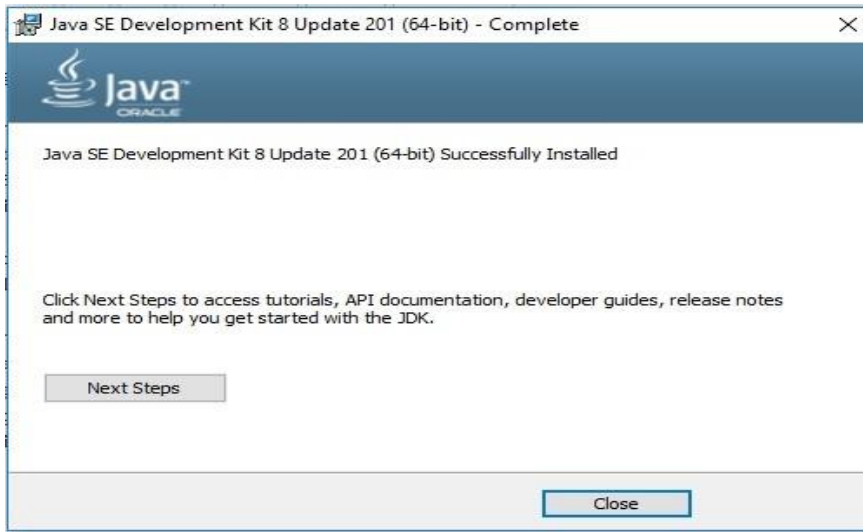 Java SE Development Kit 8 Update 201 (64-bit) - Complete
Java™
ORACLE
Java SE Development Kit 8 Update 201 (64-bit) Successfully Installed
Click Next Steps to access tutorials, API documentation, developer guides, release notes
and more to help you get started with the JDK.
Next Steps
Close